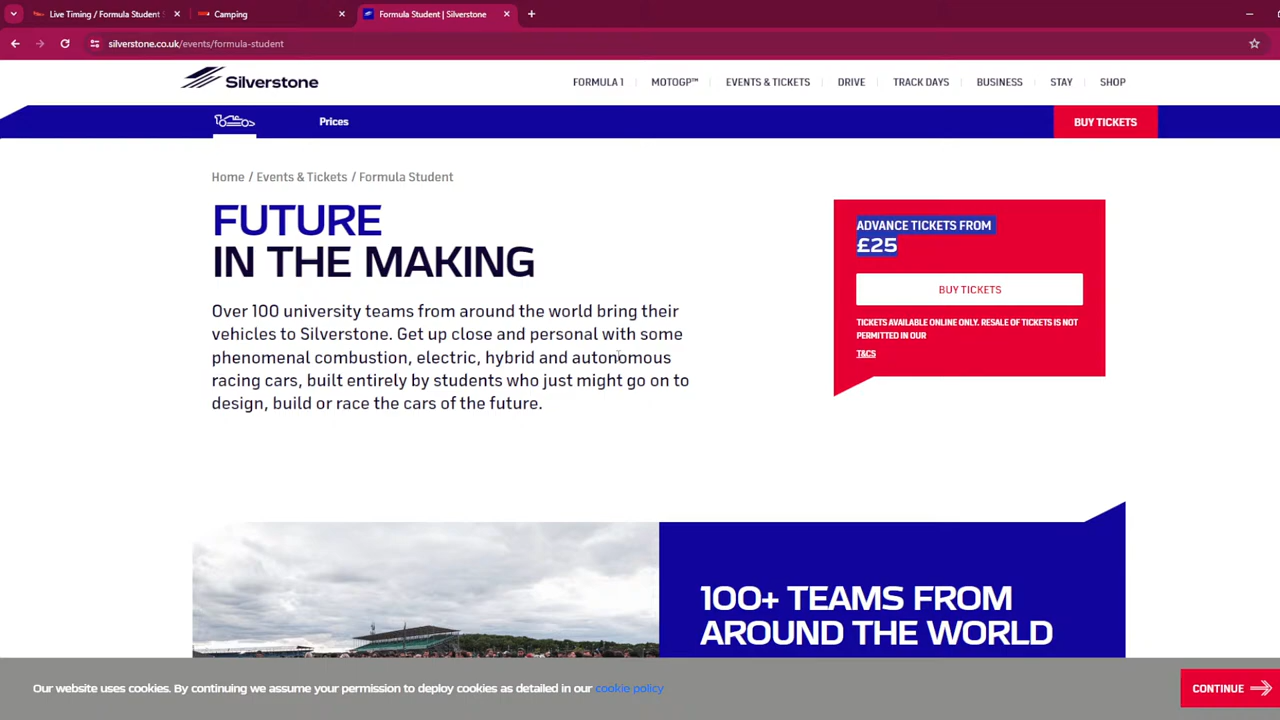 Live Timing / Formula Student S
Camping
Formula Student | Silverstone
silverstone.co.uk/events/formula-student
Silverstone
FORMULA 1
MOTOGP™
EVENTS & TICKETS
DRIVE
TRACK DAYS
BUSINESS
STAY
SHOP
Prices
BUY TICKETS
Home / Events & Tickets / Formula Student
FUTURE
IN THE MAKING
Over 100 university teams from around the world bring their
vehicles to Silverstone. Get up close and personal with some
phenomenal combustion, electric, hybrid and autonomous
racing cars, built entirely by students who just might go on to
design, build or race the cars of the future.
ADVANCE TICKETS FROM
£25
BUY TICKETS
TICKETS AVAILABLE ONLINE ONLY. RESALE OF TICKETS IS NOT
PERMITTED IN OUR
T&CS
100+ TEAMS FROM
AROUND THE WORLD
Our website uses cookies. By continuing we assume your permission to deploy cookies as detailed in our cookie policy
CONTINUE